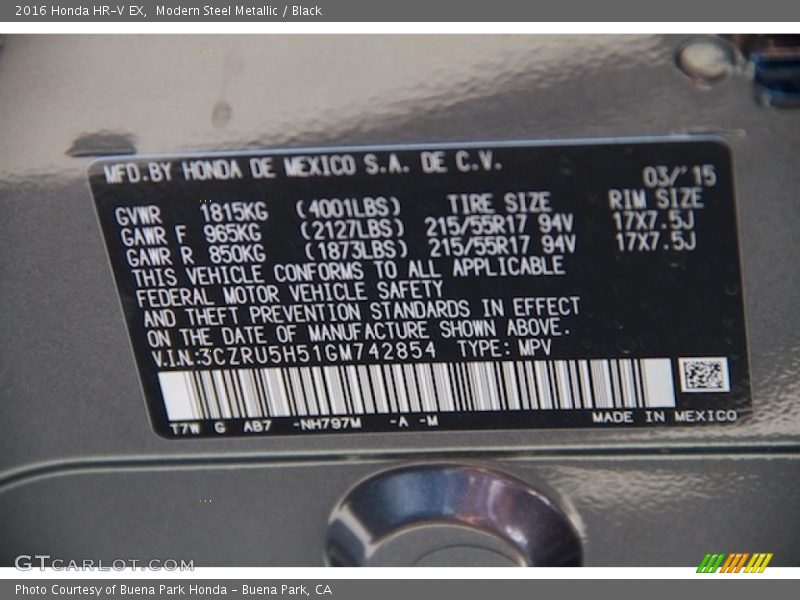 2016 Honda HR-V EX, Modern Steel Metallic / Black
MFD.BY HONDA DE MEXICO S.A. DE C.V.
03/'15
GVWR 1815KG (4001LBS) TIRE SIZE RIM SIZE
GAWR F 965KG (2127LBS) 215/55R17 94V 17X7.5J
GAWR R 850KG (1873LBS) 215/55R17 94V 17X7.5J
THIS VEHICLE CONFORMS TO ALL APPLICABLE
FEDERAL MOTOR VEHICLE SAFETY
AND THEFT PREVENTION STANDARDS IN EFFECT
ON THE DATE OF MANUFACTURE SHOWN ABOVE.
V.I.N:3CZRU5H51GM742854 TYPE: MPV
T7W G AB7 -NH797M -A -M MADE IN MEXICO
GTCARLOT.COM
Photo Courtesy of Buena Park Honda - Buena Park, CA